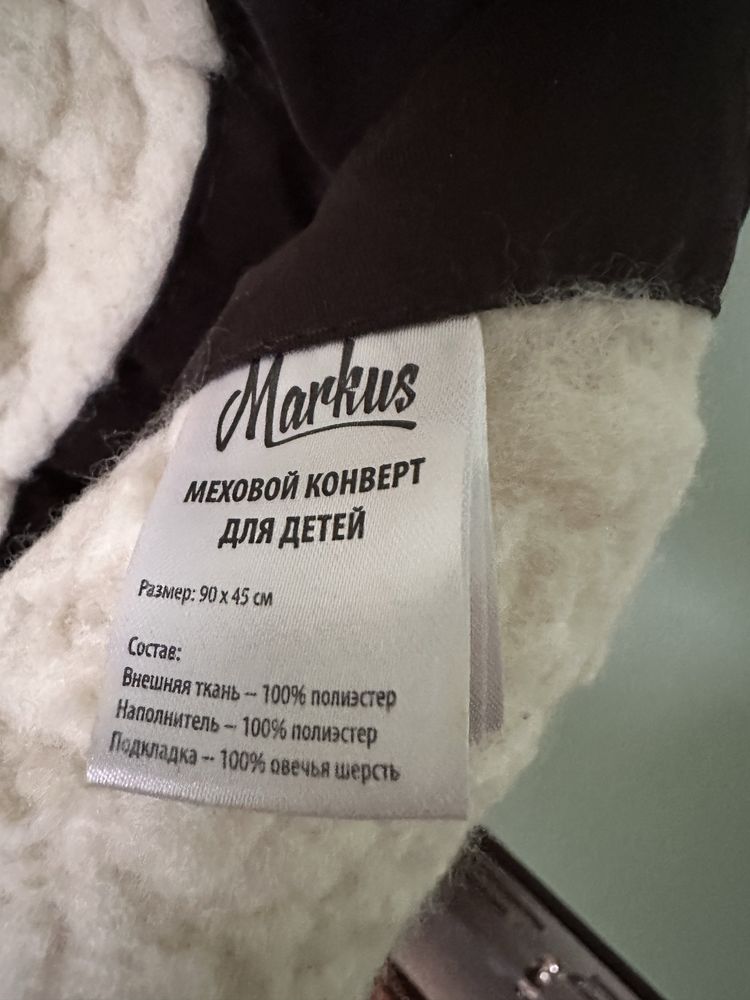 Markus
МЕХОВОЙ КОНВЕРТ
ДЛЯ ДЕТЕЙ
Размер: 90 х 45 см
Состав:
Внешняя ткань – 100% полиэстер
Наполнитель – 100% полиэстер
Подкладка – 100% овечья шерсть